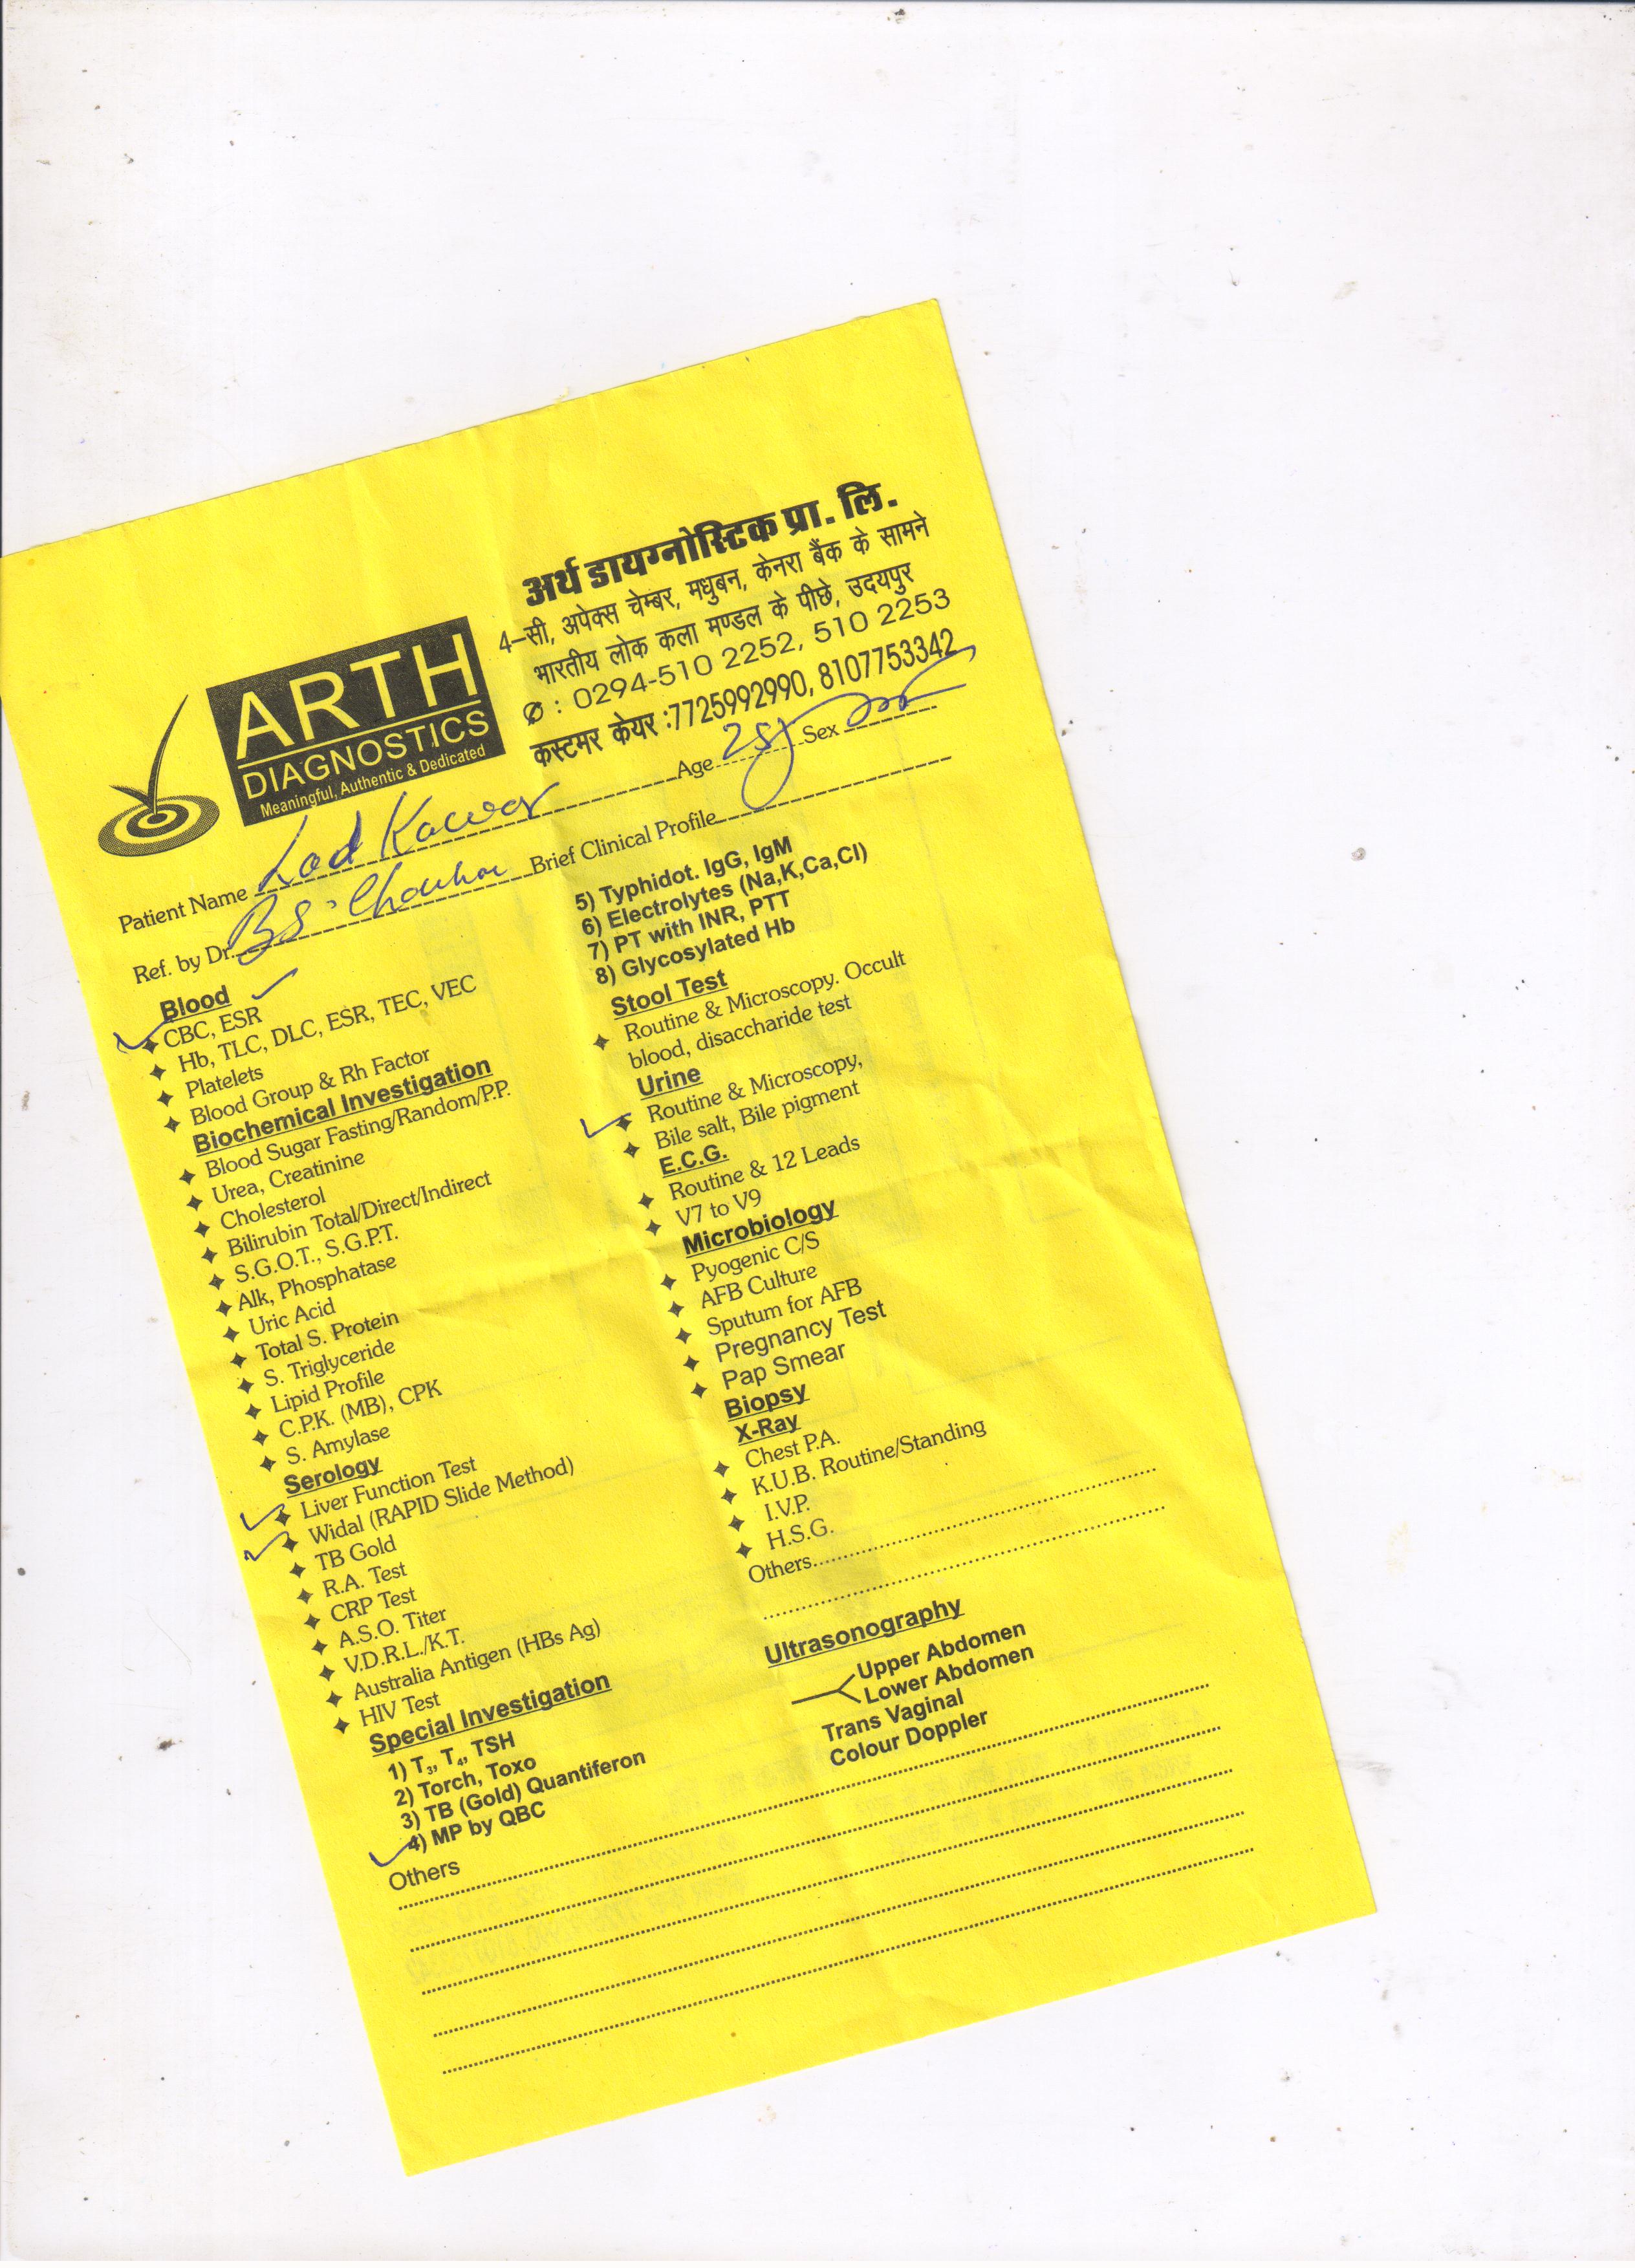 अर्थ डायग्नोस्टिक प्रा. लि.
4-सी, अपेक्स चेम्बर, मधुबन, केनरा बैंक के सामने
भारतीय लोक कला मण्डल के पीछे, उदयपुर
: 0294-510 2252, 510 2253
कस्टमर केयर :7725992990, 8107753342
ARTH
DIAGNOSTICS
Meaningful, Authentic & Dedicated
Patient Name Lad Kawar Age 25y Sex
Ref. by Dr. BS. Chauhan Brief Clinical Profile
Blood
CBC, ESR
Hb, TLC, DLC, ESR, TEC, VEC
Platelets
Blood Group & Rh Factor
Biochemical Investigation
Blood Sugar Fasting/Random/P.P.
Urea, Creatinine
Cholesterol
Bilirubin Total/Direct/Indirect
S.G.O.T., S.G.P.T.
Alk, Phosphatase
Uric Acid
Total S. Protein
S. Triglyceride
Lipid Profile
C.P.K. (MB), CPK
S. Amylase
Serology
Liver Function Test
Widal (RAPID Slide Method)
TB Gold
R.A. Test
CRP Test
A.S.O. Titer
V.D.R.L./K.T.
Australia Antigen (HBs Ag)
HIV Test
Special Investigation
1) T3, T4, TSH
2) Torch, Toxo
3) TB (Gold) Quantiferon
4) MP by QBC
Others
5) Typhidot. IgG, IgM
6) Electrolytes (Na,K,Ca,Cl)
7) PT with INR, PTT
8) Glycosylated Hb
Stool Test
Routine & Microscopy. Occult
blood, disaccharide test
Urine
Routine & Microscopy,
Bile salt, Bile pigment
E.C.G.
Routine & 12 Leads
V7 to V9
Microbiology
Pyogenic C/S
AFB Culture
Sputum for AFB
Pregnancy Test
Pap Smear
Biopsy
X-Ray
Chest P.A.
K.U.B. Routine/Standing
I.V.P.
H.S.G.
Others
Ultrasonography
Upper Abdomen
Lower Abdomen
Trans Vaginal
Colour Doppler